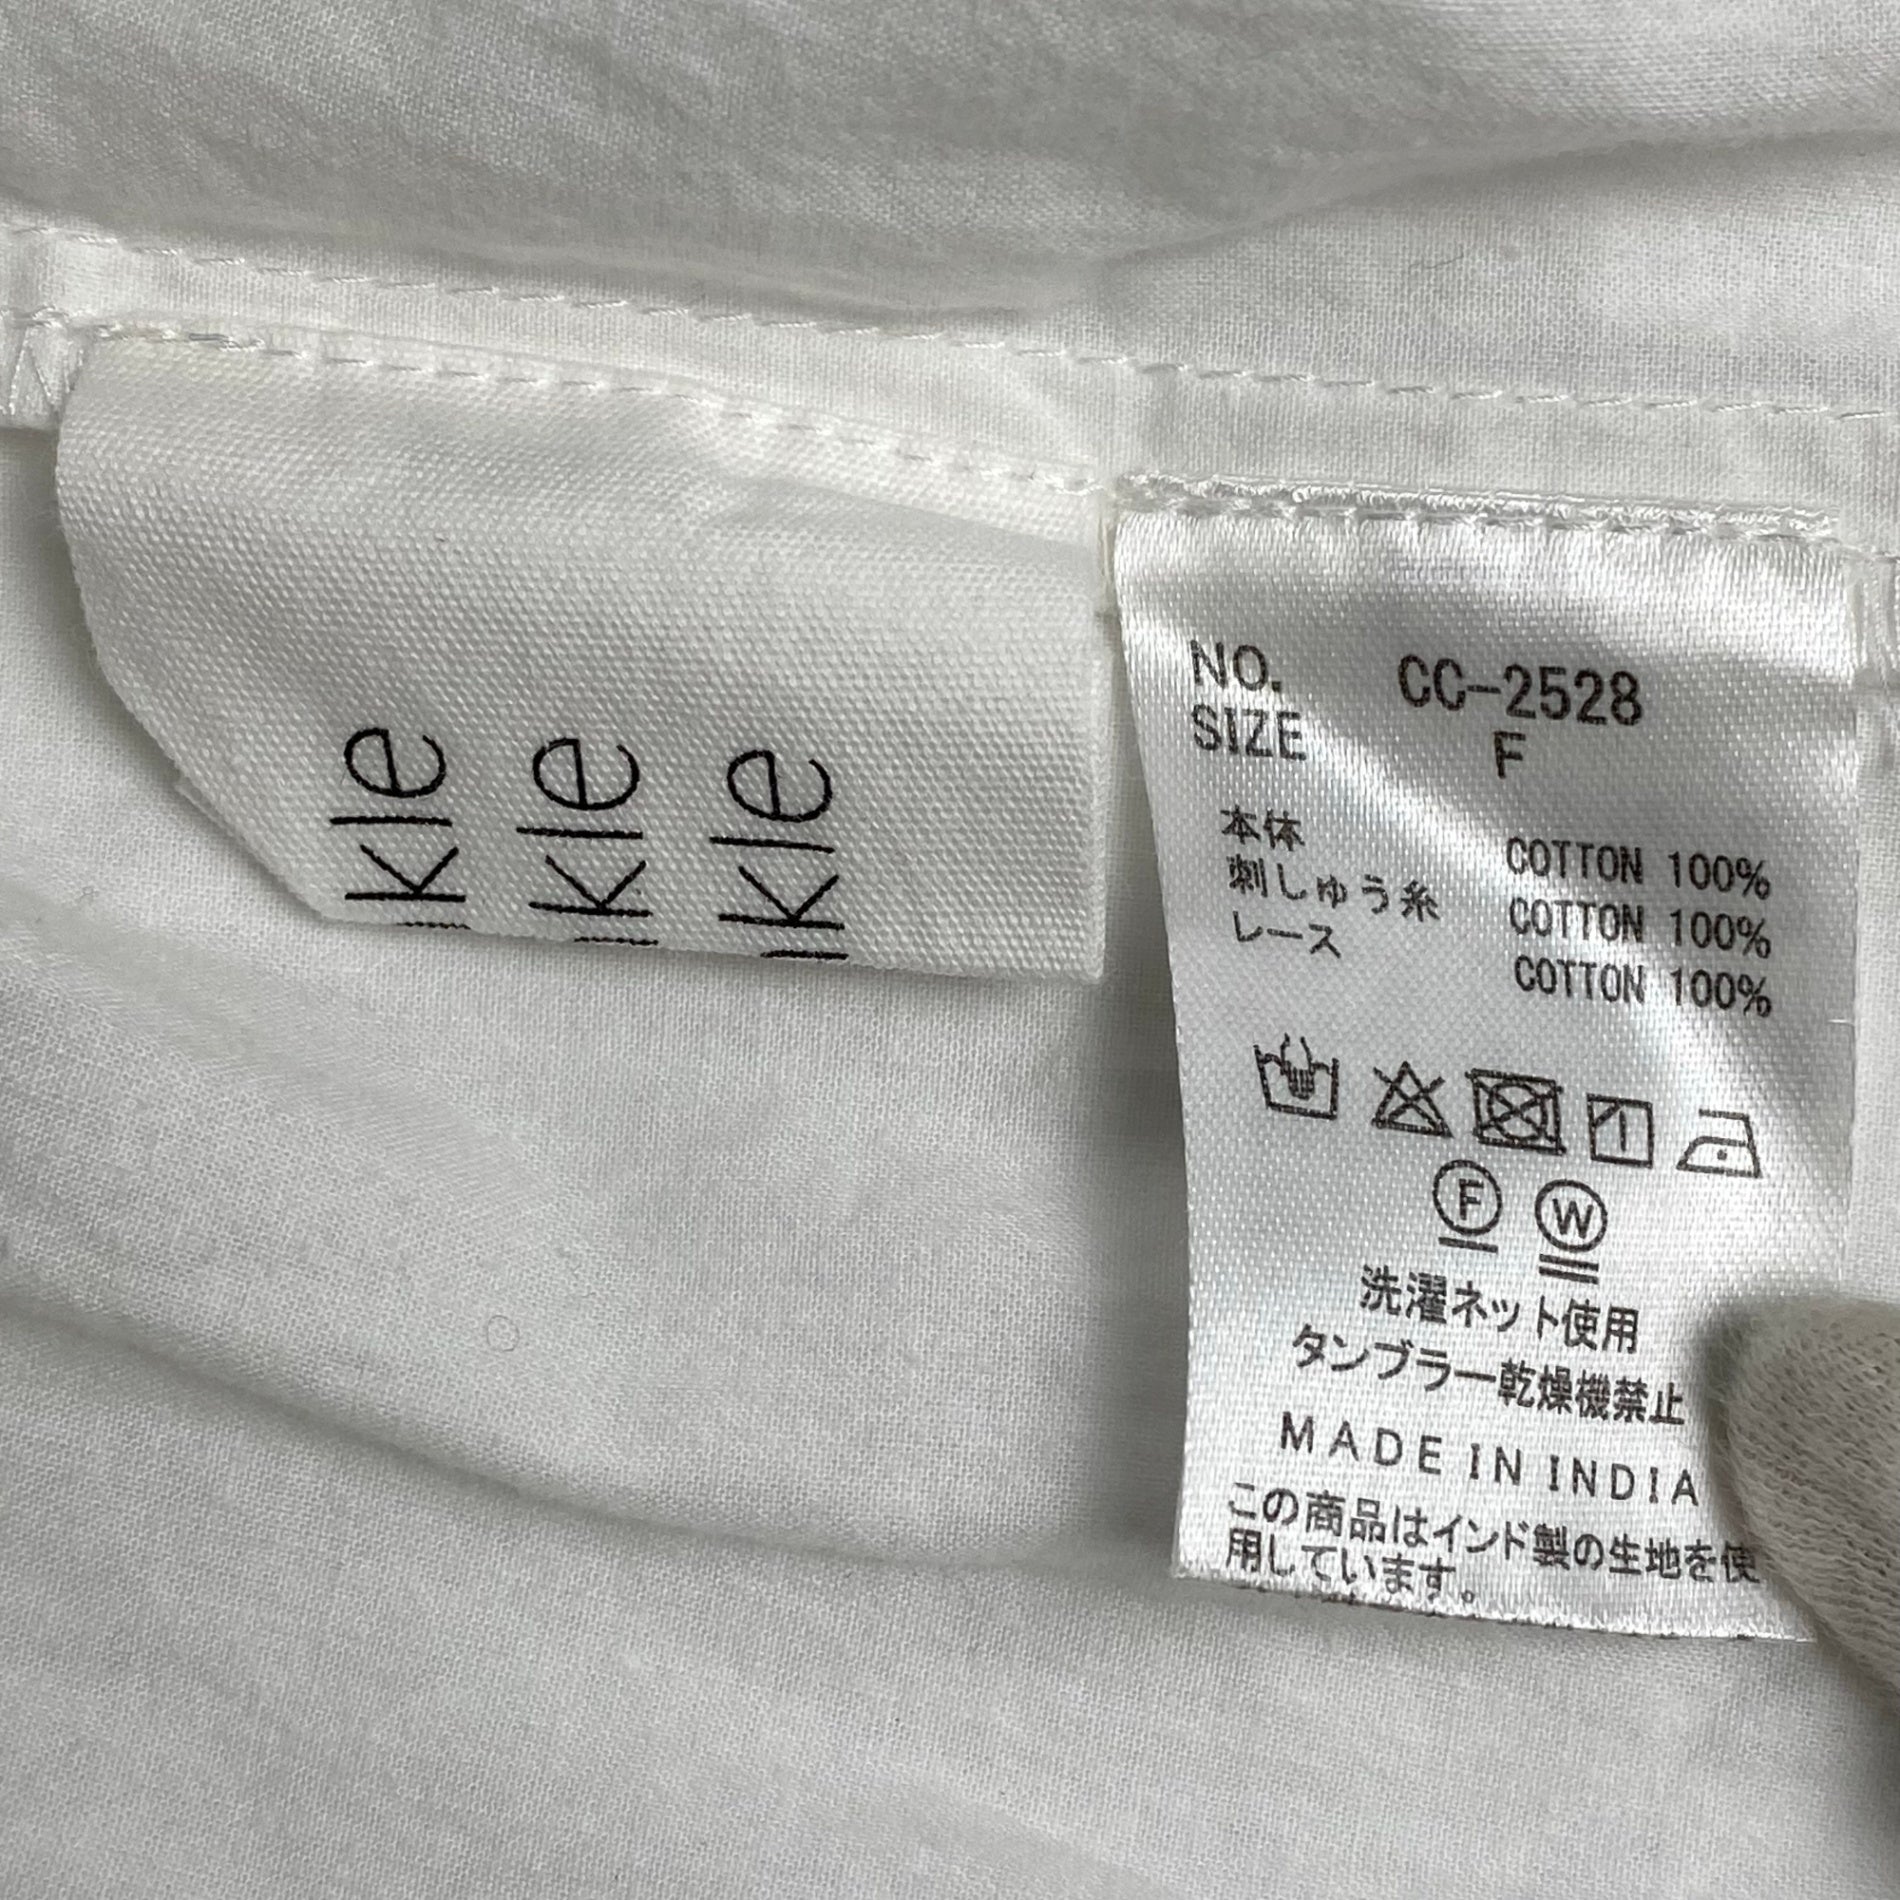 kle
kle
kle
NO. CC-2528
SIZE F
本体 COTTON 100%
刺しゅう糸 COTTON 100%
レース COTTON 100%
1
F W
洗濯ネット使用
タンブラー乾燥機禁止
MADE IN INDIA
この商品はインド製の生地を使
用しています。